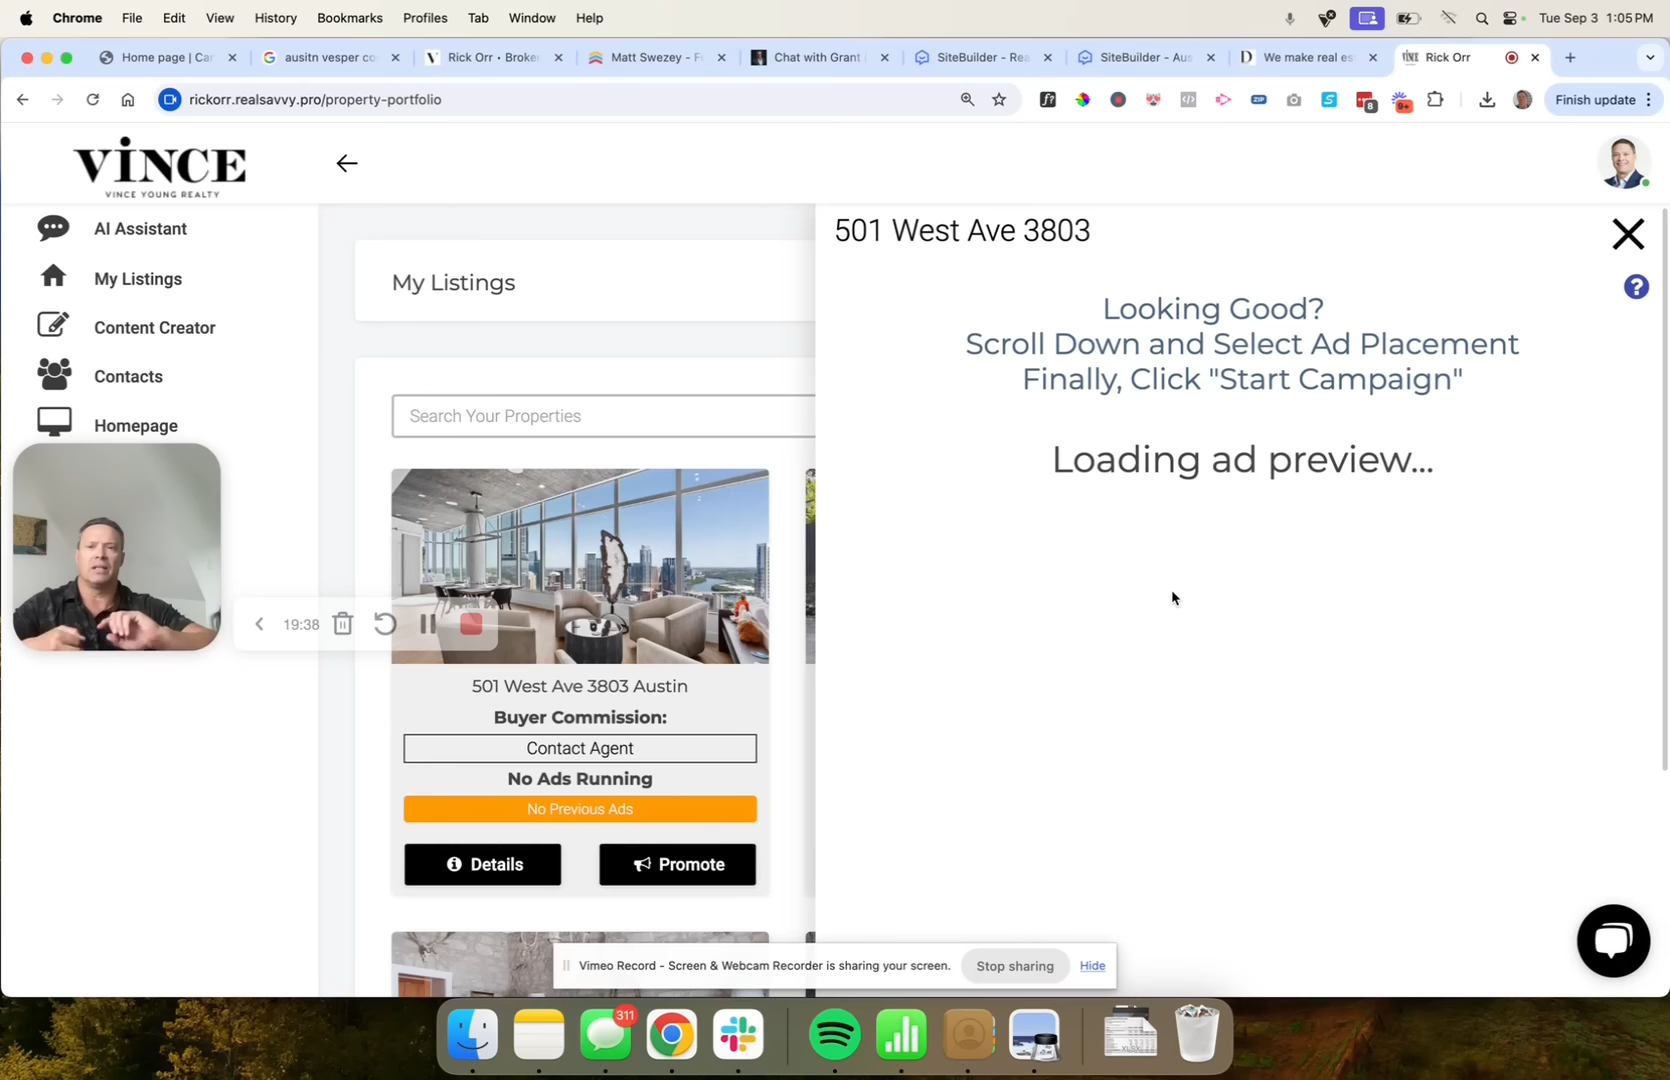 Chrome File Edit View History Bookmarks Profiles Tab Window Help
Tue Sep 3 1:05 PM
Home page | Car
ausitn vesper co
Rick Orr • Broke
Matt Swezey - F
Chat with Grant
SiteBuilder - Rea
SiteBuilder - Aus
We make real es
Rick Orr
rickorr.realsavvy.pro/property-portfolio
f?
ZIP
S
8
9+
Finish update
VINCE
VINCE YOUNG REALTY
AI Assistant
My Listings
Content Creator
Contacts
Homepage
My Listings
Search Your Properties
501 West Ave 3803 Austin
Buyer Commission:
Contact Agent
No Ads Running
No Previous Ads
Details
Promote
501 West Ave 3803
?
Looking Good?
Scroll Down and Select Ad Placement
Finally, Click "Start Campaign"
Loading ad preview...
19:38
Vimeo Record - Screen & Webcam Recorder is sharing your screen.
Stop sharing
Hide
311
XLSX